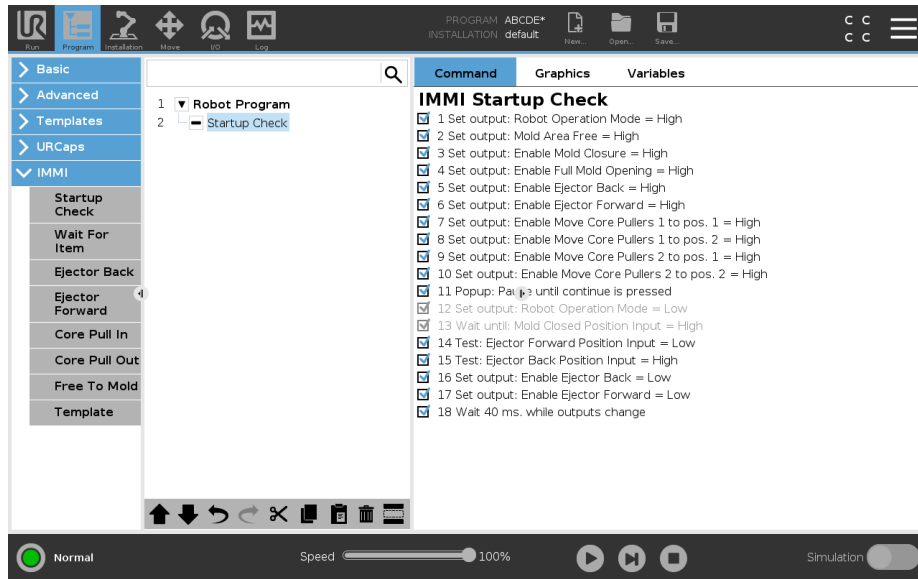 UR
Run
Program
Installation
Move
I/O
Log
PROGRAM ABCDE*
INSTALLATION default
New...
Open...
Save...
C C
C C
Basic
Advanced
Templates
URCaps
IMMI
Startup
Check
Wait For
Item
Ejector Back
Ejector
Forward
Core Pull In
Core Pull Out
Free To Mold
Template
1 Robot Program
2 Startup Check
Command Graphics Variables
IMMI Startup Check
1 Set output: Robot Operation Mode = High
2 Set output: Mold Area Free = High
3 Set output: Enable Mold Closure = High
4 Set output: Enable Full Mold Opening = High
5 Set output: Enable Ejector Back = High
6 Set output: Enable Ejector Forward = High
7 Set output: Enable Move Core Pullers 1 to pos. 1 = High
8 Set output: Enable Move Core Pullers 1 to pos. 2 = High
9 Set output: Enable Move Core Pullers 2 to pos. 1 = High
10 Set output: Enable Move Core Pullers 2 to pos. 2 = High
11 Popup: Pause until continue is pressed
12 Set output: Robot Operation Mode = Low
13 Wait until: Mold Closed Position Input = High
14 Test: Ejector Forward Position Input = Low
15 Test: Ejector Back Position Input = High
16 Set output: Enable Ejector Back = Low
17 Set output: Enable Ejector Forward = Low
18 Wait 40 ms. while outputs change
Normal
Speed 100%
Simulation